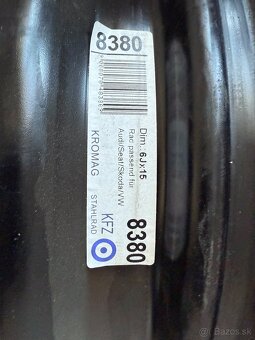 8380
Dim.:6Jx15
Rad passend für
Audi/Seat/Skoda/VW
8380
KROMAG
KFZ
STAHLRAD
bazos.sk